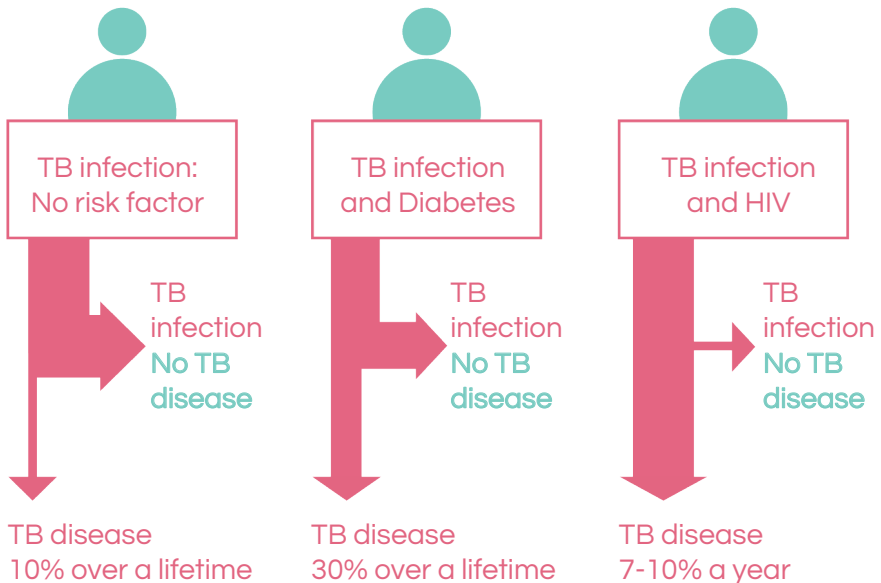 TB infection:
No risk factor
TB
infection
No TB
disease
TB disease
10% over a lifetime
TB infection
and Diabetes
TB
infection
No TB
disease
TB disease
30% over a lifetime
TB infection
and HIV
TB
infection
No TB
disease
TB disease
7-10% a year